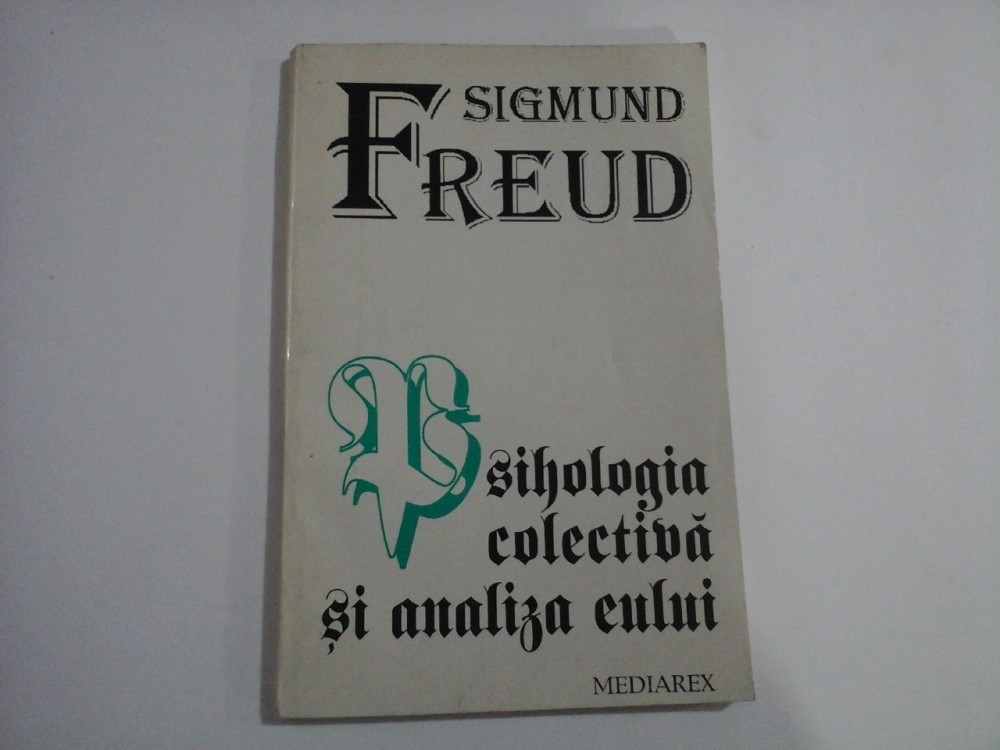 SIGMUND
FREUD
Psihologia
colectivă
și analiza eului
MEDIAREX